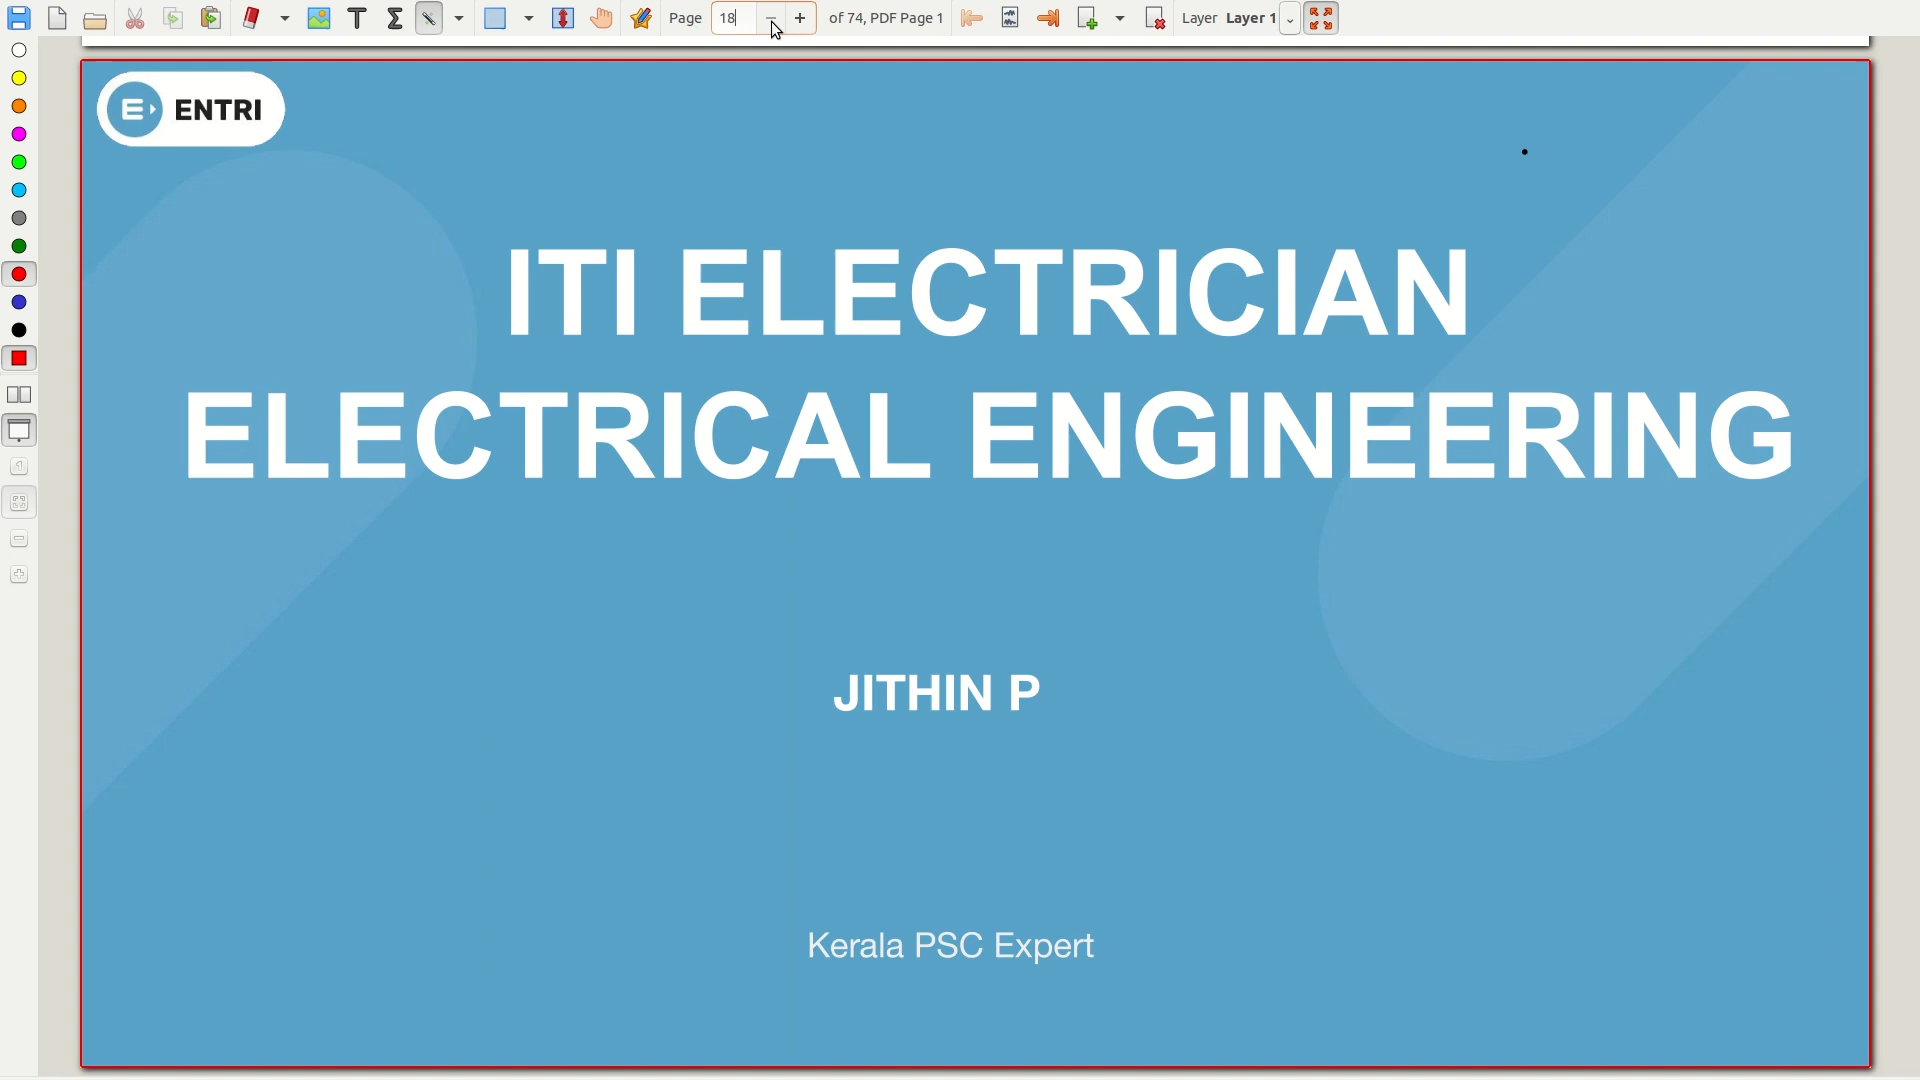 Page 18 of 74, PDF Page 1 Layer Layer 1
ENTRI
ITI ELECTRICIAN
ELECTRICAL ENGINEERING
JITHIN P
Kerala PSC Expert